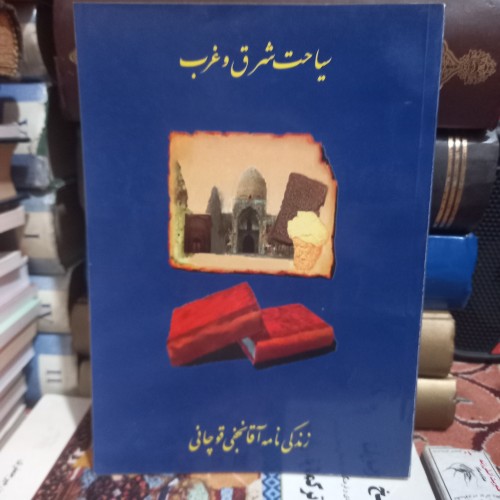 سیاحت شرق و غرب
زندگی نامه آقا نجفی قوچانی